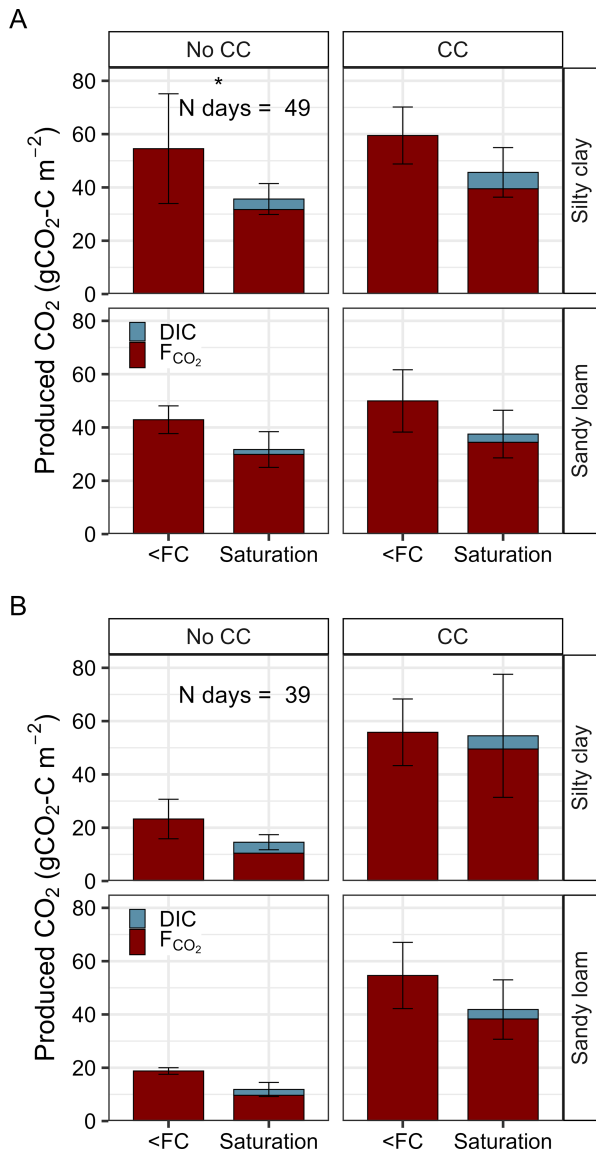 A
No CC
CC
Produced CO₂ (gCO₂-C m⁻²)
80
60
40
20
0
*
N days = 49
Silty clay
80
60
40
20
0
DIC
F_CO₂
Sandy loam
<FC
Saturation
<FC
Saturation
B
No CC
CC
Produced CO₂ (gCO₂-C m⁻²)
80
60
40
20
0
N days = 39
Silty clay
80
60
40
20
0
DIC
F_CO₂
Sandy loam
<FC
Saturation
<FC
Saturation